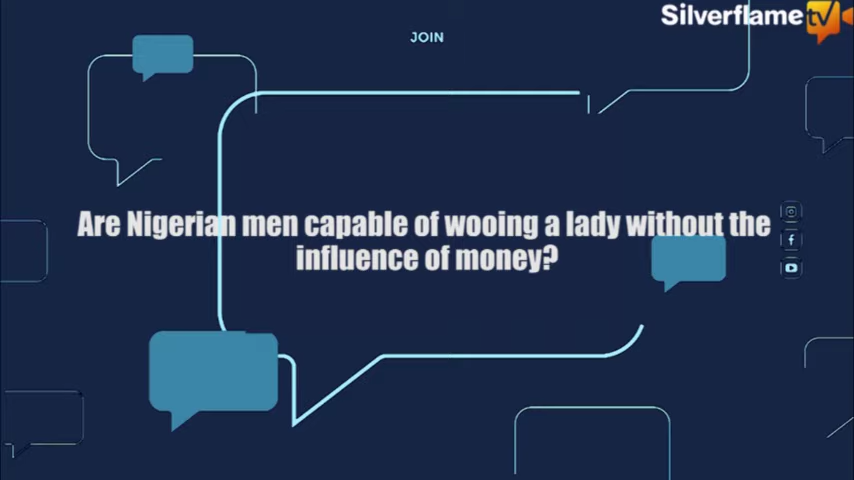 Silverflame tv
JOIN
Are Nigerian men capable of wooing a lady without the
influence of money?